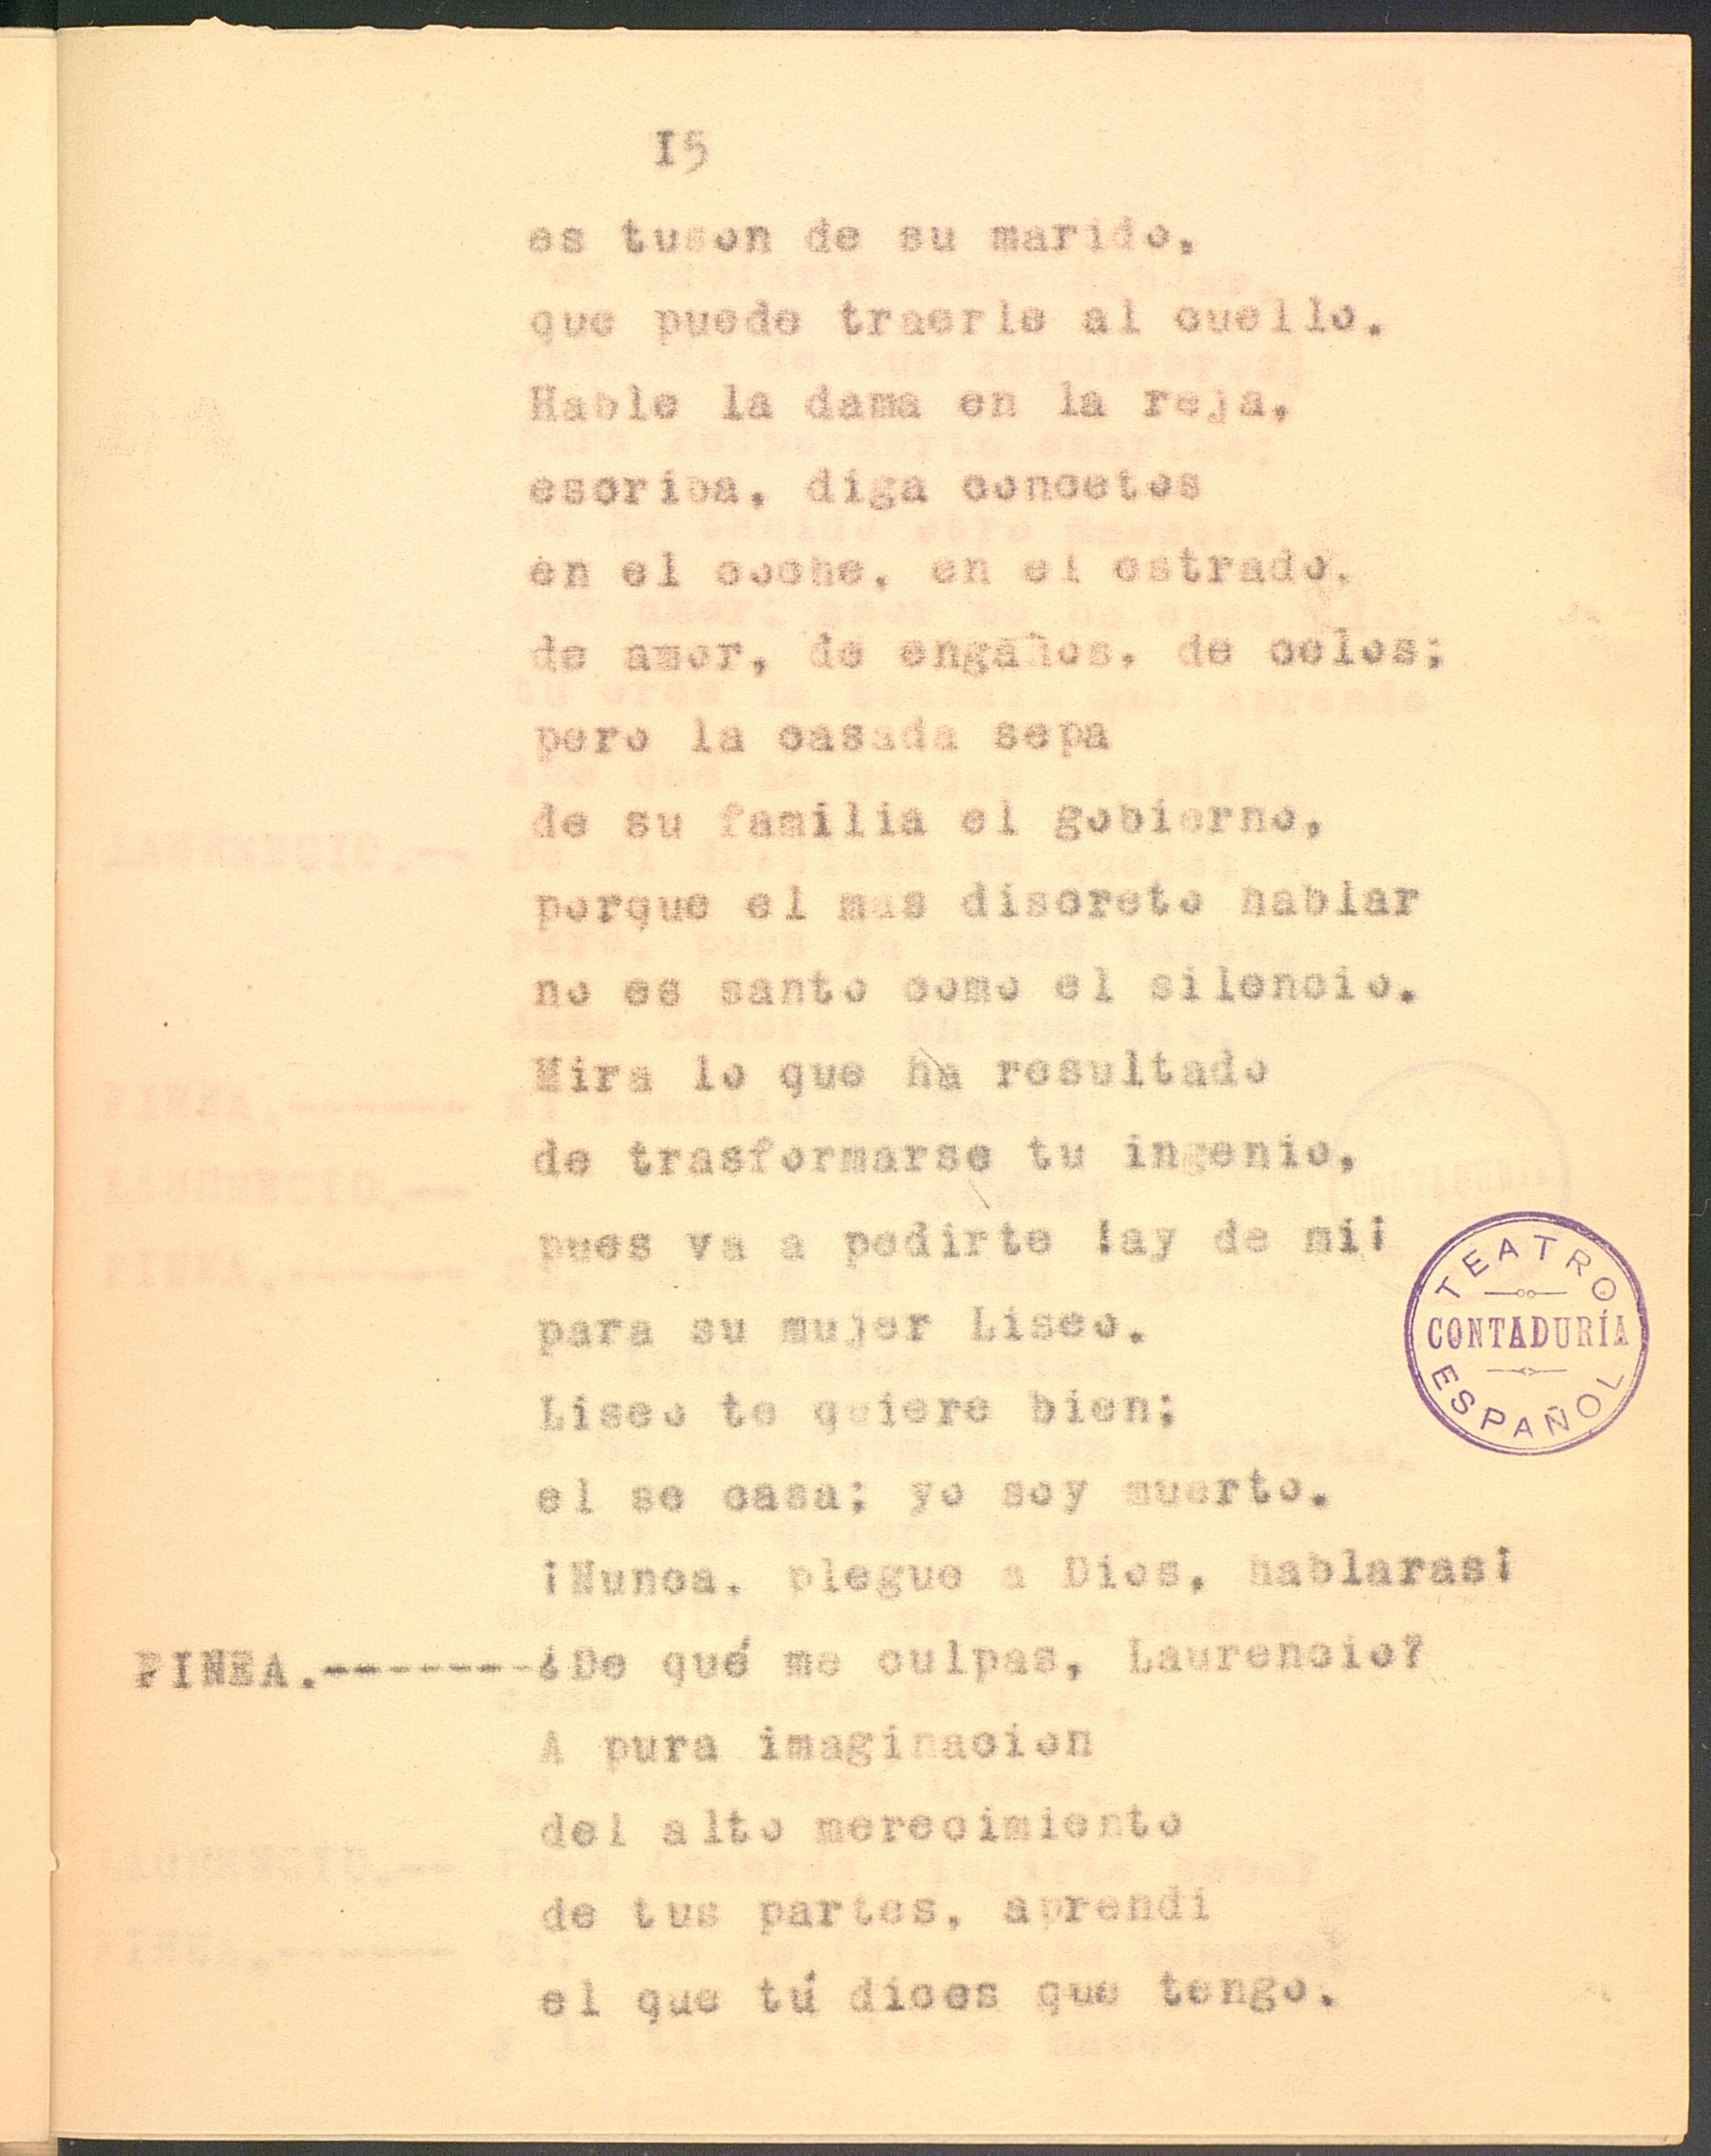 I5
es tuson de su marido,
que puede traerle al cuello.
Hable la dama en la reja,
escriba, diga concetos
en el coche, en el estrado,
de amor, de engaños, de celos;
pero la casada sepa
de su familia el gobierno,
porque el mas discreto hablar
no es santo como el silencio.
Mira lo que ha resultado
de trasformarse tu ingenio,
pues va a pedirte !ay de mi¡
para su mujer Liseo.
Liseo te quiere bien;
el se casa; yo soy muerto.
¡Nunca, plegue a Dios, hablaras¡
FINEA.-------¿De qué me culpas, Laurencio?
A pura imaginacion
del alto merecimiento
de tus partes, aprendi
el que tú dices que tengo.
TEATRO
CONTADURÍA
ESPAÑOL